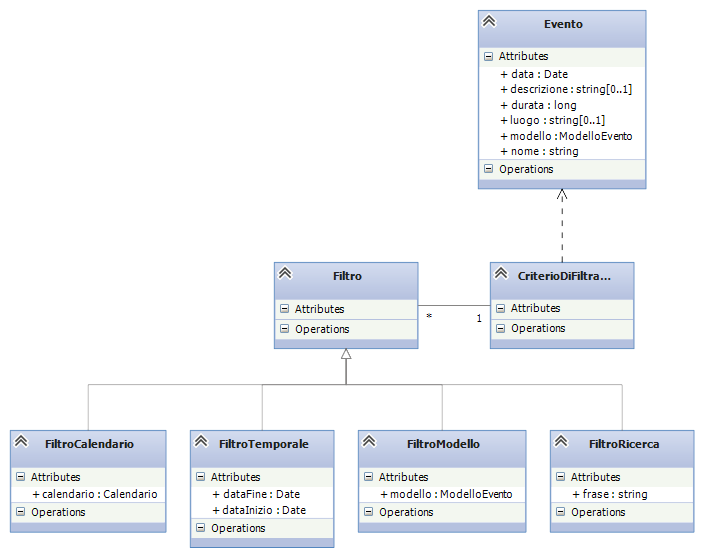 Evento
Attributes
+ data : Date
+ descrizione : string[0..1]
+ durata : long
+ luogo : string[0..1]
+ modello : ModelloEvento
+ nome : string
Operations
Filtro
Attributes
Operations
*
1
CriterioDiFiltra...
Attributes
Operations
FiltroCalendario
Attributes
+ calendario : Calendario
Operations
FiltroTemporale
Attributes
+ dataFine : Date
+ dataInizio : Date
Operations
FiltroModello
Attributes
+ modello : ModelloEvento
Operations
FiltroRicerca
Attributes
+ frase : string
Operations